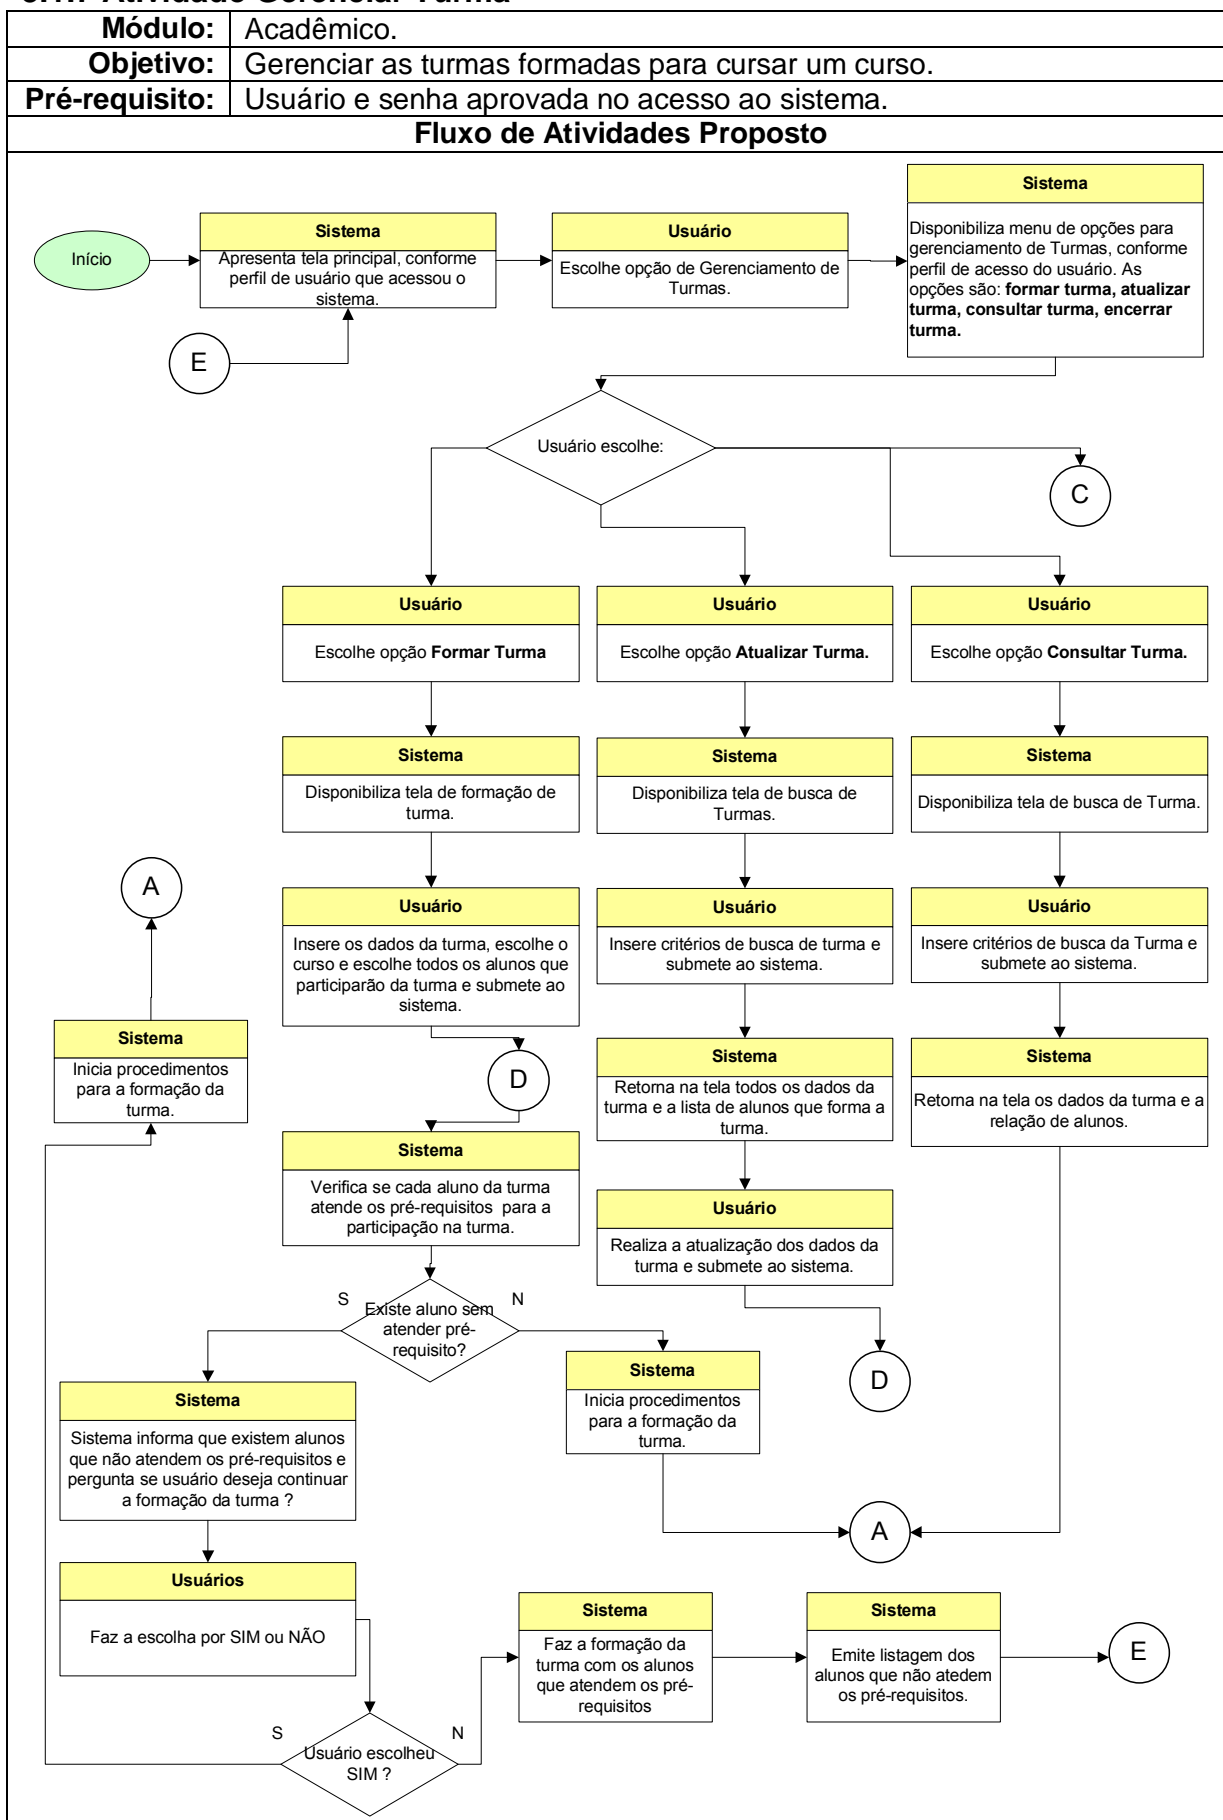 Módulo: Acadêmico.
Objetivo: Gerenciar as turmas formadas para cursar um curso.
Pré-requisito: Usuário e senha aprovada no acesso ao sistema.
Fluxo de Atividades Proposto
Início
Sistema
Apresenta tela principal, conforme
perfil de usuário que acessou o
sistema.
Usuário
Escolhe opção de Gerenciamento de
Turmas.
Sistema
Disponibiliza menu de opções para
gerenciamento de Turmas, conforme
perfil de acesso do usuário. As
opções são: formar turma, atualizar
turma, consultar turma, encerrar
turma.
E
Usuário escolhe:
C
Usuário
Escolhe opção Formar Turma
Usuário
Escolhe opção Atualizar Turma.
Usuário
Escolhe opção Consultar Turma.
Sistema
Disponibiliza tela de formação de
turma.
Sistema
Disponibiliza tela de busca de
Turmas.
Sistema
Disponibiliza tela de busca de Turma.
A
Usuário
Insere os dados da turma, escolhe o
curso e escolhe todos os alunos que
participarão da turma e submete ao
sistema.
Usuário
Insere critérios de busca de turma e
submete ao sistema.
Usuário
Insere critérios de busca da Turma e
submete ao sistema.
Sistema
Inicia procedimentos
para a formação da
turma.
D
Sistema
Retorna na tela todos os dados da
turma e a lista de alunos que forma a
turma.
Sistema
Retorna na tela os dados da turma e a
relação de alunos.
Sistema
Verifica se cada aluno da turma
atende os pré-requisitos para a
participação na turma.
Usuário
Realiza a atualização dos dados da
turma e submete ao sistema.
S
N
Existe aluno sem
atender pré-
requisito?
D
Sistema
Inicia procedimentos
para a formação da
turma.
Sistema
Sistema informa que existem alunos
que não atendem os pré-requisitos e
pergunta se usuário deseja continuar
a formação da turma ?
A
Usuários
Faz a escolha por SIM ou NÃO
Sistema
Faz a formação da
turma com os alunos
que atendem os pré-
requisitos
Sistema
Emite listagem dos
alunos que não atedem
os pré-requisitos.
E
S
N
Usuário escolheu
SIM ?